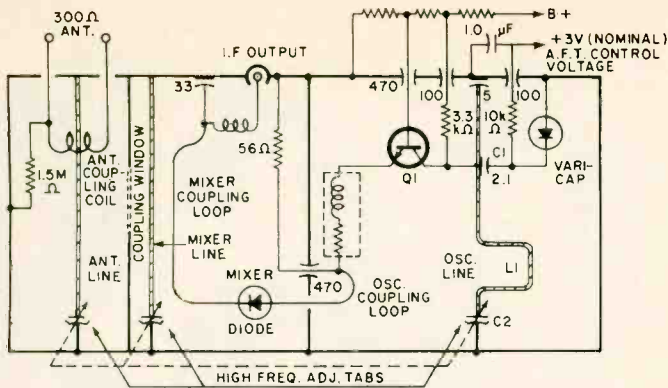 300Ω
ANT.
1.5M
Ω
ANT.
COUP-
LING
COIL
ANT.
LINE
COUPLING WINDOW
33
I.F OUTPUT
MIXER
COUPLING
LOOP
MIXER
LINE
MIXER
DIODE
56Ω
470
OSC.
COUPLING
LOOP
470
100
Q1
3.3
kΩ
1.0 μF
B +
+3V (NOMINAL)
A.F.T. CONTROL
VOLTAGE
5
100
10k
Ω
C1
2.1
VARI-
CAP
OSC.
LINE
L1
C2
HIGH FREQ. ADJ. TABS